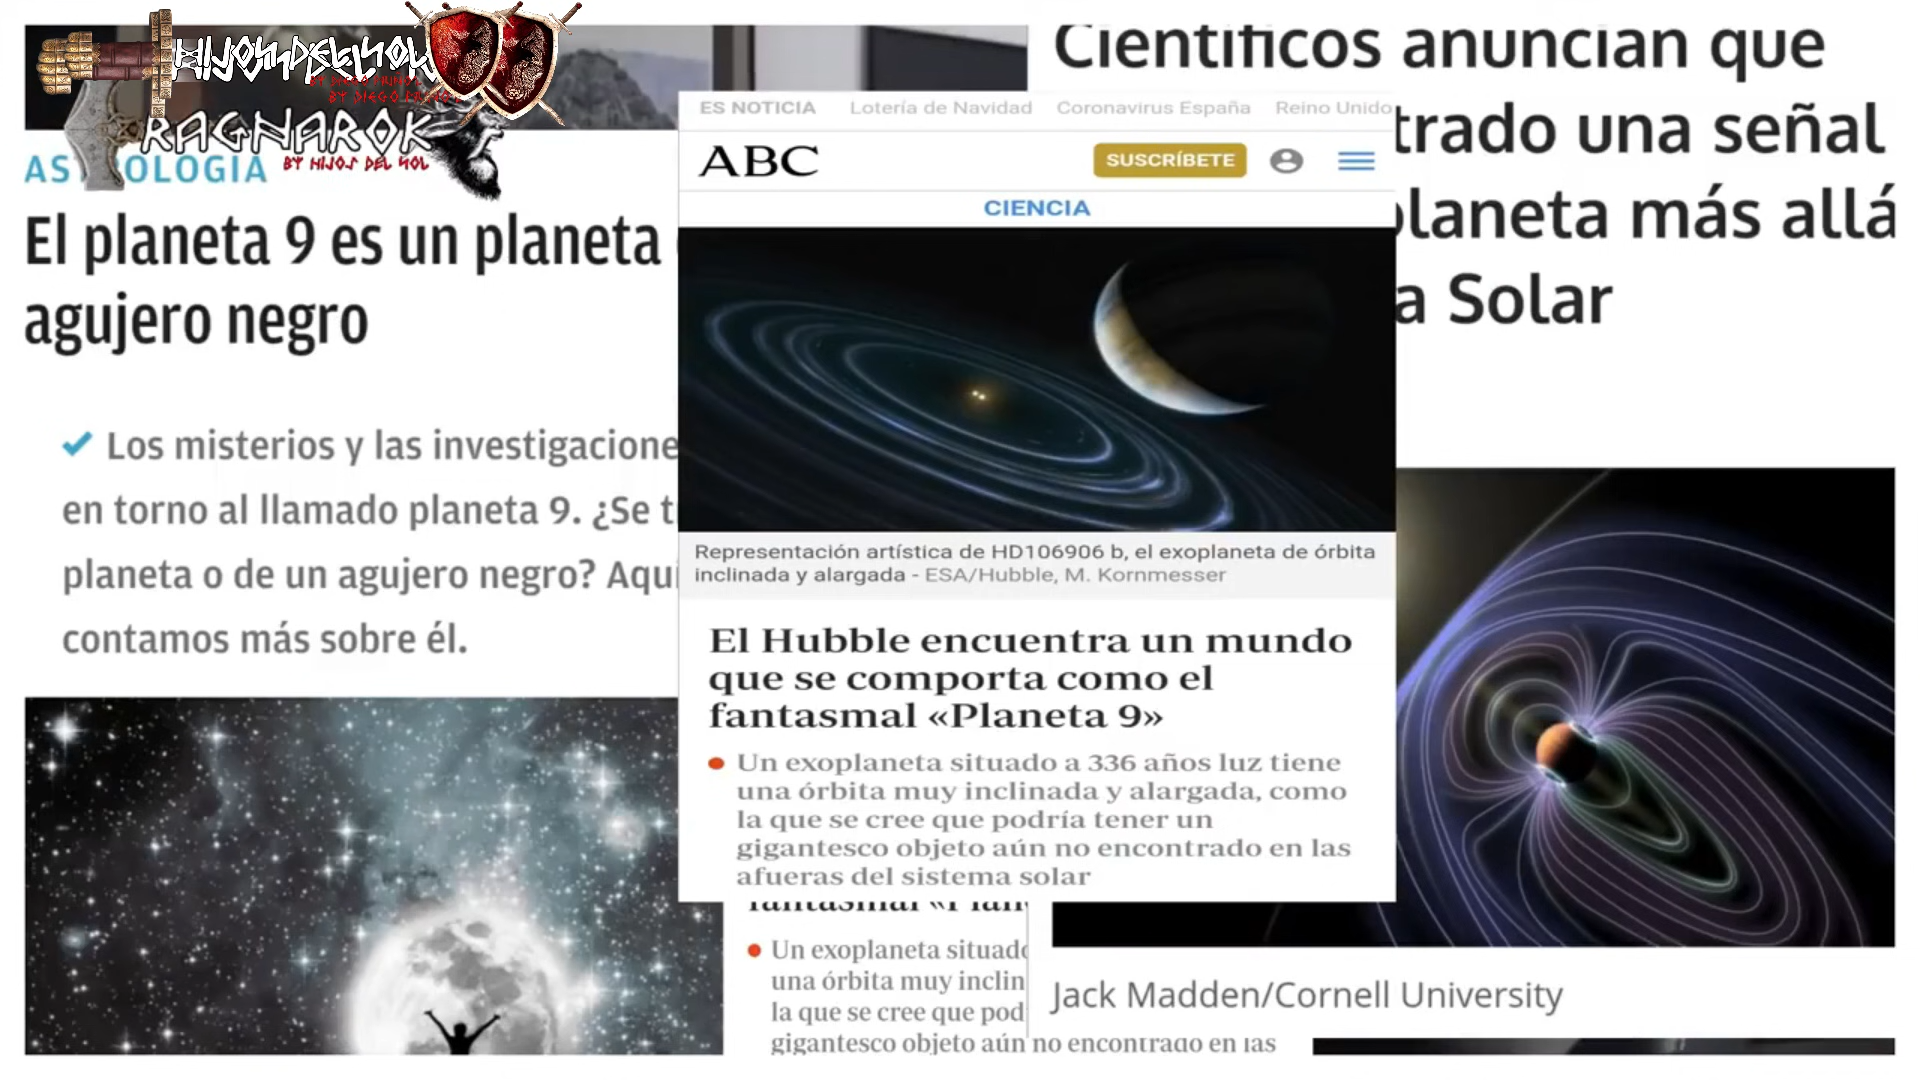 HIJOS DEL SOL
BY DIEGO
RAGNAROK
BY HIJOS DEL SOL
El planeta 9 es un planeta
agujero negro
Los misterios y las investigacione
en torno al llamado planeta 9. ¿Se t
planeta o de un agujero negro? Aquí
contamos más sobre él.
ES NOTICIA Lotería de Navidad Coronavirus España Reino Unido
ABC
SUSCRÍBETE
CIENCIA
Representación artística de HD106906 b, el exoplaneta de órbita
inclinada y alargada - ESA/Hubble, M. Kornmesser
El Hubble encuentra un mundo
que se comporta como el
fantasmal «Planeta 9»
Un exoplaneta situado a 336 años luz tiene
una órbita muy inclinada y alargada, como
la que se cree que podría tener un
gigantesco objeto aún no encontrado en las
afueras del sistema solar
Un exoplaneta situado
una órbita muy inclin
la que se cree que pod
gigantesco objeto aún no encontrado en las
Científicos anuncian que
trado una señal
planeta más allá
a Solar
Jack Madden/Cornell University